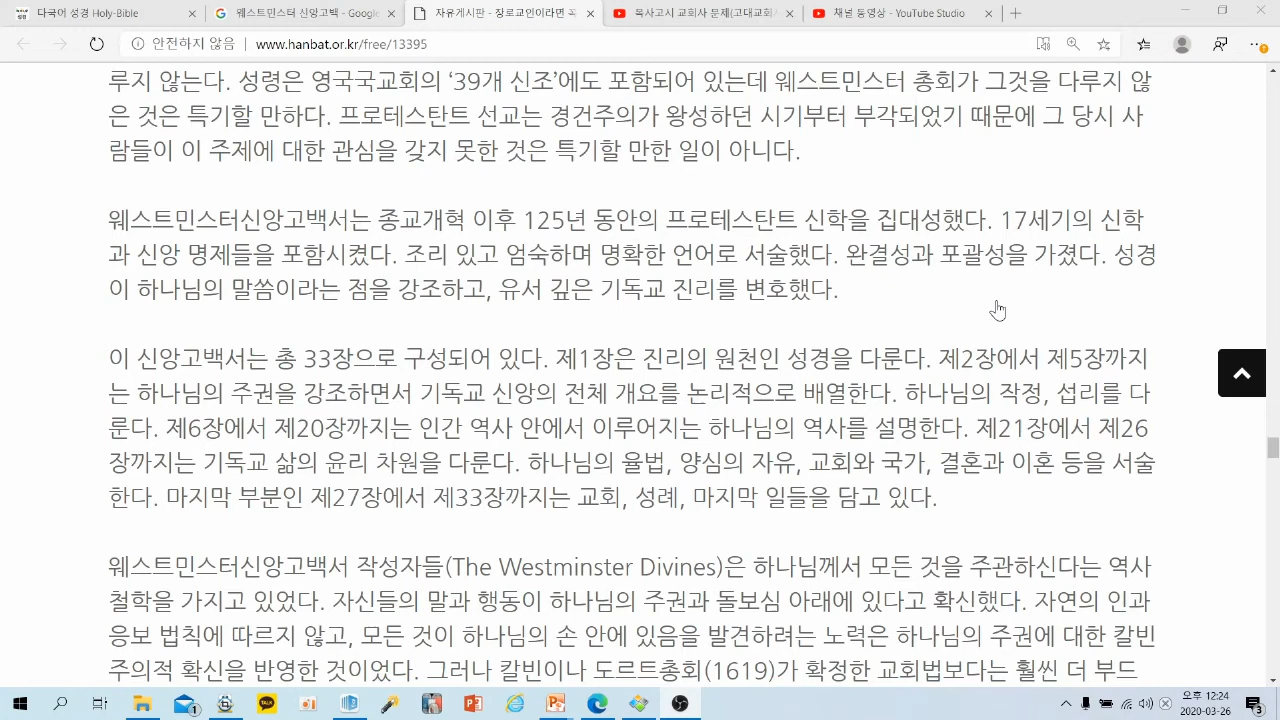 다국어 성경 Holy-Bible
웨스트민스터 신앙고백 - Google
자유게시판 - 장로교인이라면 꼭
목사고시 교회사 문제(고대교회
채널 동영상 - YouTube Studio
안전하지 않음 www.hanbat.or.kr/free/13395
루지 않는다. 성령은 영국국교회의 ‘39개 신조’에도 포함되어 있는데 웨스트민스터 총회가 그것을 다루지 않
은 것은 특기할 만하다. 프로테스탄트 선교는 경건주의가 왕성하던 시기부터 부각되었기 때문에 그 당시 사
람들이 이 주제에 대한 관심을 갖지 못한 것은 특기할 만한 일이 아니다.
웨스트민스터신앙고백서는 종교개혁 이후 125년 동안의 프로테스탄트 신학을 집대성했다. 17세기의 신학
과 신앙 명제들을 포함시켰다. 조리 있고 엄숙하며 명확한 언어로 서술했다. 완결성과 포괄성을 가졌다. 성경
이 하나님의 말씀이라는 점을 강조하고, 유서 깊은 기독교 진리를 변호했다.
이 신앙고백서는 총 33장으로 구성되어 있다. 제1장은 진리의 원천인 성경을 다룬다. 제2장에서 제5장까지
는 하나님의 주권을 강조하면서 기독교 신앙의 전체 개요를 논리적으로 배열한다. 하나님의 작정, 섭리를 다
룬다. 제6장에서 제20장까지는 인간 역사 안에서 이루어지는 하나님의 역사를 설명한다. 제21장에서 제26
장까지는 기독교 삶의 윤리 차원을 다룬다. 하나님의 율법, 양심의 자유, 교회와 국가, 결혼과 이혼 등을 서술
한다. 마지막 부분인 제27장에서 제33장까지는 교회, 성례, 마지막 일들을 담고 있다.
웨스트민스터신앙고백서 작성자들(The Westminster Divines)은 하나님께서 모든 것을 주관하신다는 역사
철학을 가지고 있었다. 자신들의 말과 행동이 하나님의 주권과 돌보심 아래에 있다고 확신했다. 자연의 인과
응보 법칙에 따르지 않고, 모든 것이 하나님의 손 안에 있음을 발견하려는 노력은 하나님의 주권에 대한 칼빈
주의적 확신을 반영한 것이었다. 그러나 칼빈이나 도르트총회(1619)가 확정한 교회법보다는 훨씬 더 부드
오후 12:24
2020-03-26